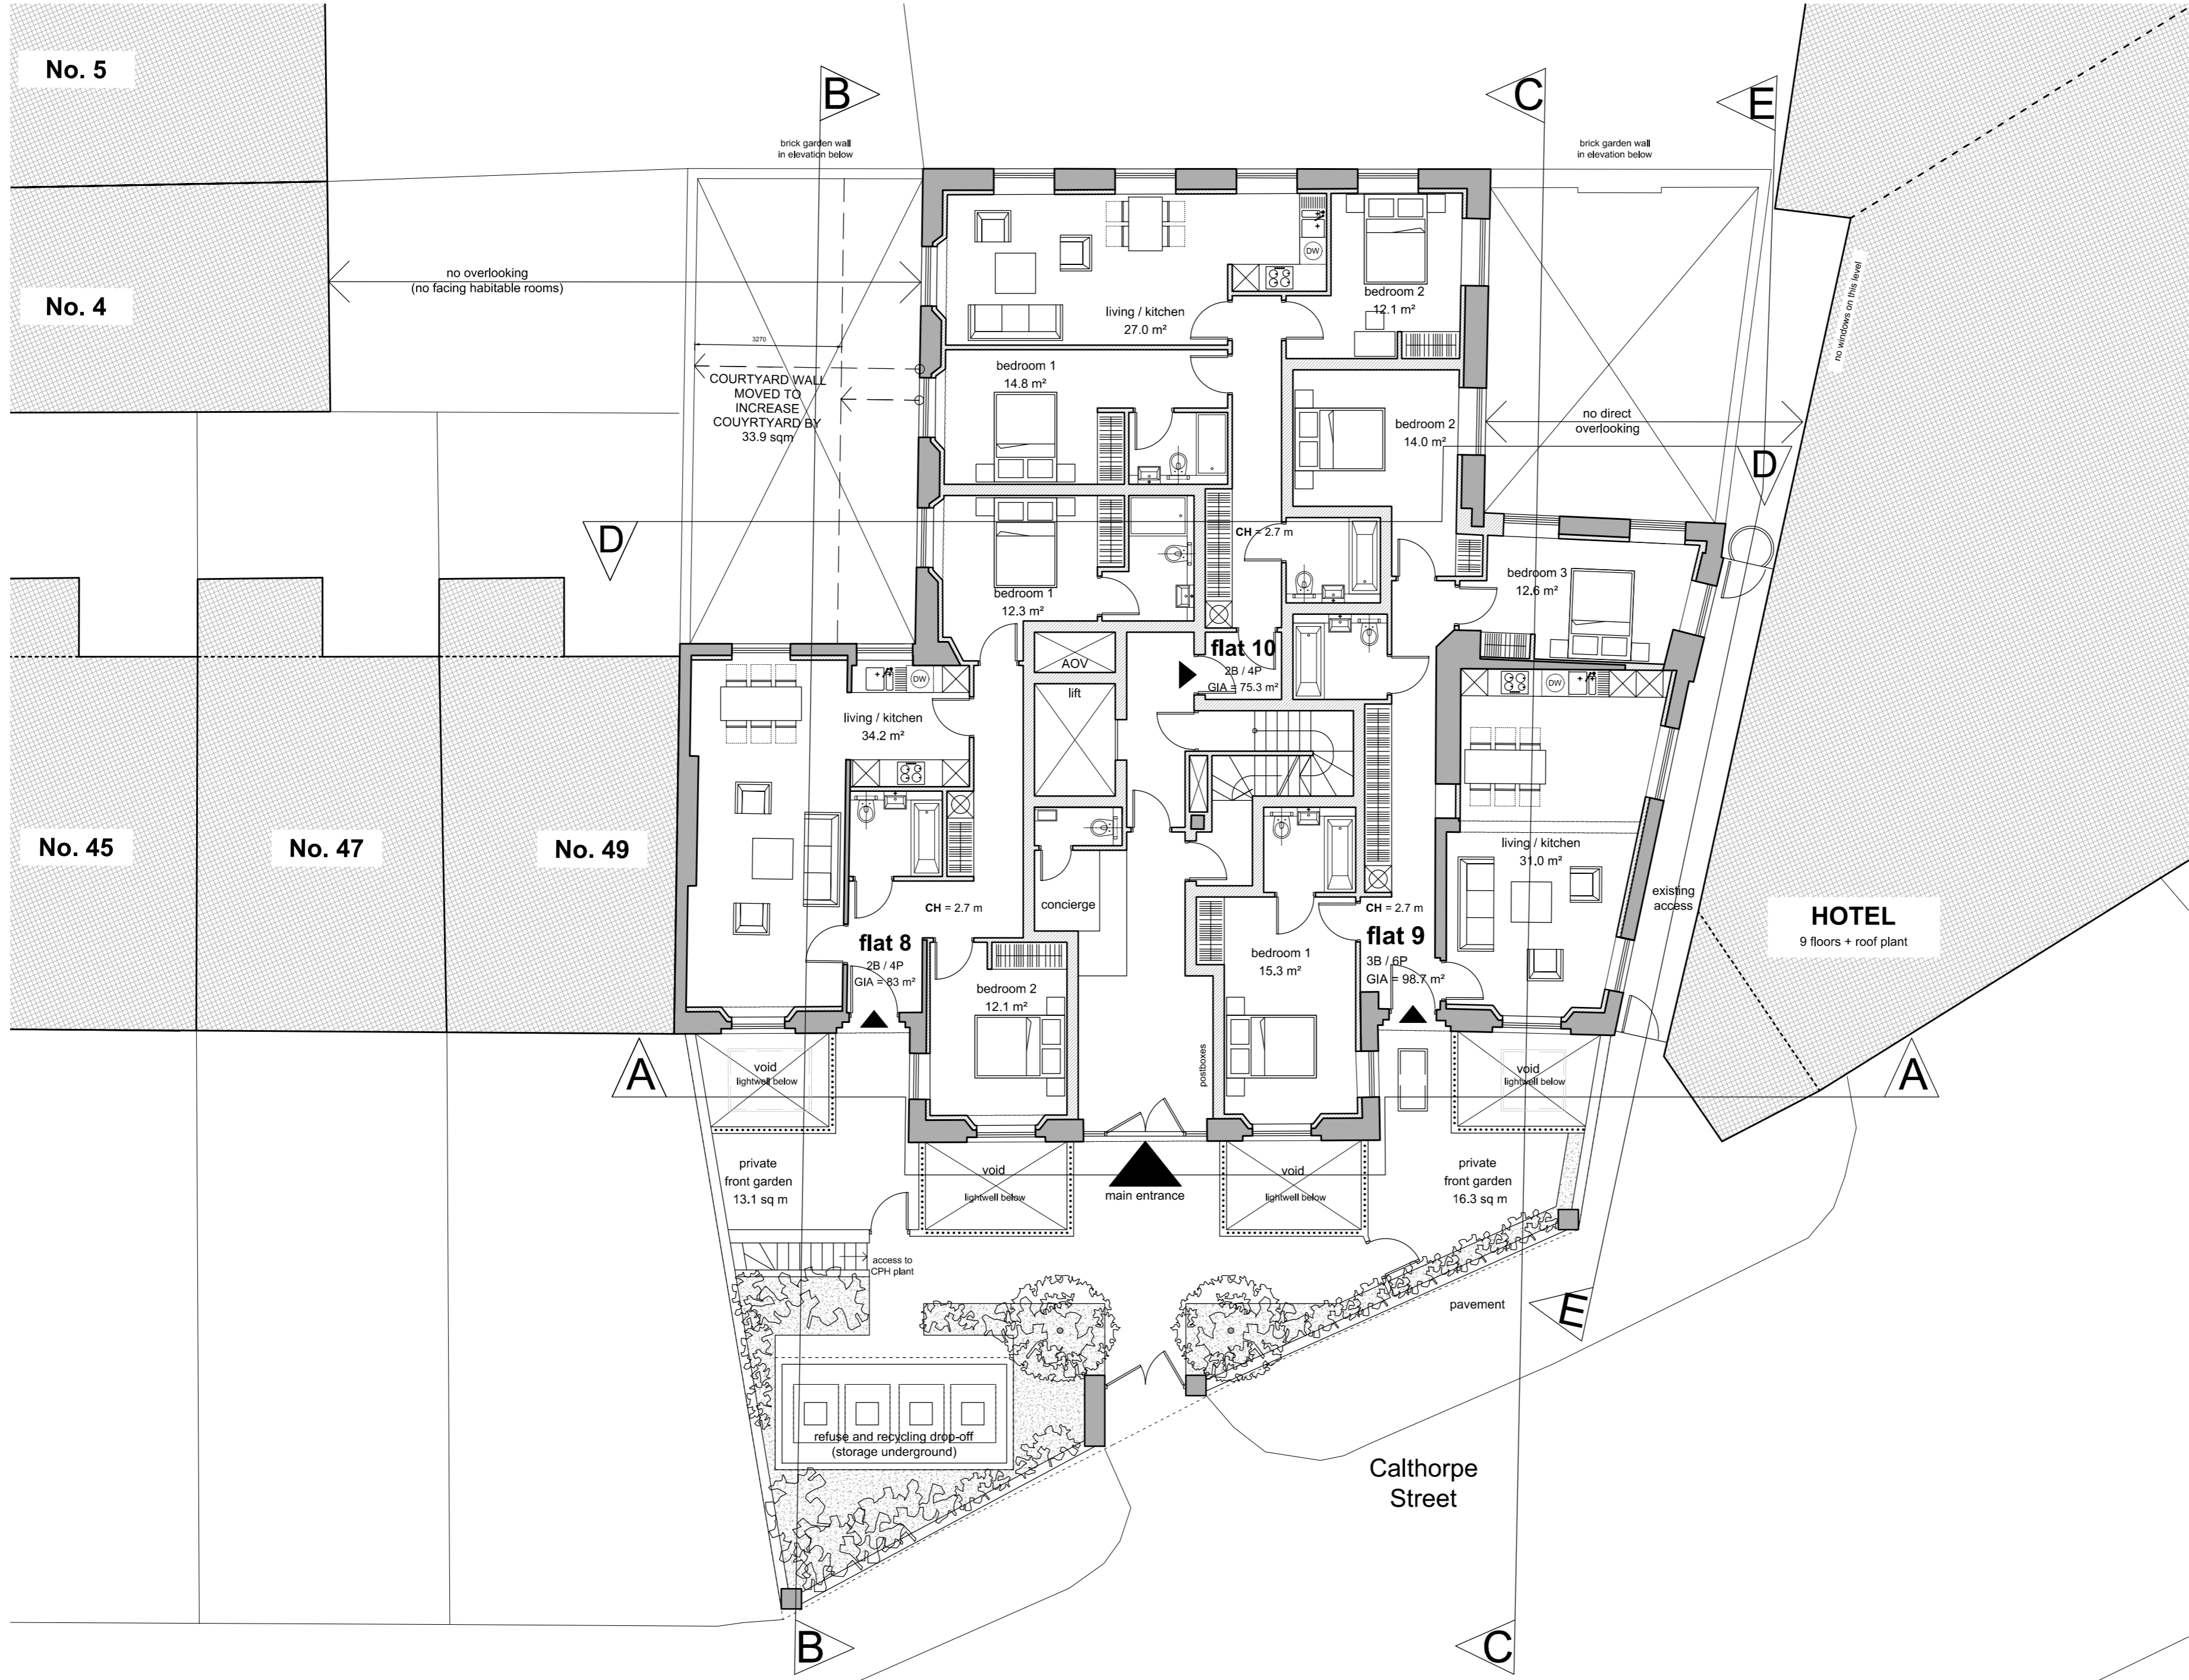 No. 5
B
C
E
brick garden wall
in elevation below
brick garden wall
in elevation below
no overlooking
(no facing habitable rooms)
No. 4
DW
bedroom 2
12.1 m²
living / kitchen
27.0 m²
no windows on this level
3270
COURTYARD WALL
MOVED TO
INCREASE
COUYRTYARD BY
33.9 sqm
bedroom 1
14.8 m²
bedroom 2
14.0 m²
no direct
overlooking
D
D
CH = 2.7 m
bedroom 1
12.3 m²
bedroom 3
12.6 m²
AOV
lift
flat 10
2B / 4P
GIA = 75.3 m²
DW
DW
living / kitchen
34.2 m²
No. 45
No. 47
No. 49
living / kitchen
31.0 m²
existing
access
concierge
CH = 2.7 m
CH = 2.7 m
HOTEL
9 floors + roof plant
flat 8
2B / 4P
GIA = 83 m²
flat 9
3B / 6P
GIA = 98.7 m²
bedroom 1
15.3 m²
bedroom 2
12.1 m²
postboxes
A
A
void
lightwell below
void
lightwell below
private
front garden
13.1 sq m
void
lightwell below
main entrance
void
lightwell below
private
front garden
16.3 sq m
access to
CPH plant
pavement
E
refuse and recycling drop-off
(storage underground)
Calthorpe
Street
B
C